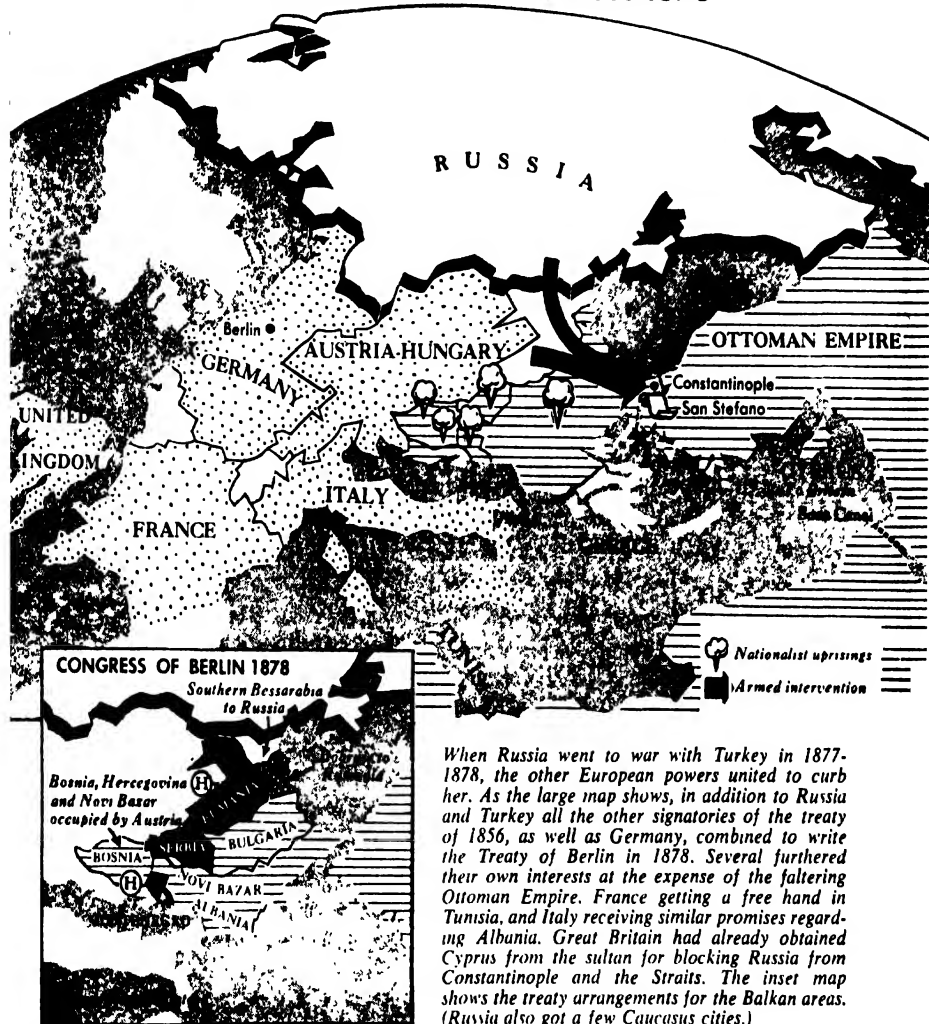 RUSSIA
Berlin
GERMANY
AUSTRIA-HUNGARY
OTTOMAN EMPIRE
Constantinople
San Stefano
UNITED
INGDOM
FRANCE
ITALY
Nationalist uprisings
Armed intervention
CONGRESS OF BERLIN 1878
Southern Bessarabia
to Russia
Bosnia, Hercegovina
and Novi Bazar
occupied by Austria
H
BOSNIA
SERBIA
BULGARIA
H
NOVI BAZAR
ALBANIA
When Russia went to war with Turkey in 1877-
1878, the other European powers united to curb
her. As the large map shows, in addition to Russia
and Turkey all the other signatories of the treaty
of 1856, as well as Germany, combined to write
the Treaty of Berlin in 1878. Several furthered
their own interests at the expense of the faltering
Ottoman Empire. France getting a free hand in
Tunisia, and Italy receiving similar promises regard-
ing Albania. Great Britain had already obtained
Cyprus from the sultan for blocking Russia from
Constantinople and the Straits. The inset map
shows the treaty arrangements for the Balkan areas.
(Russia also got a few Caucasus cities.)